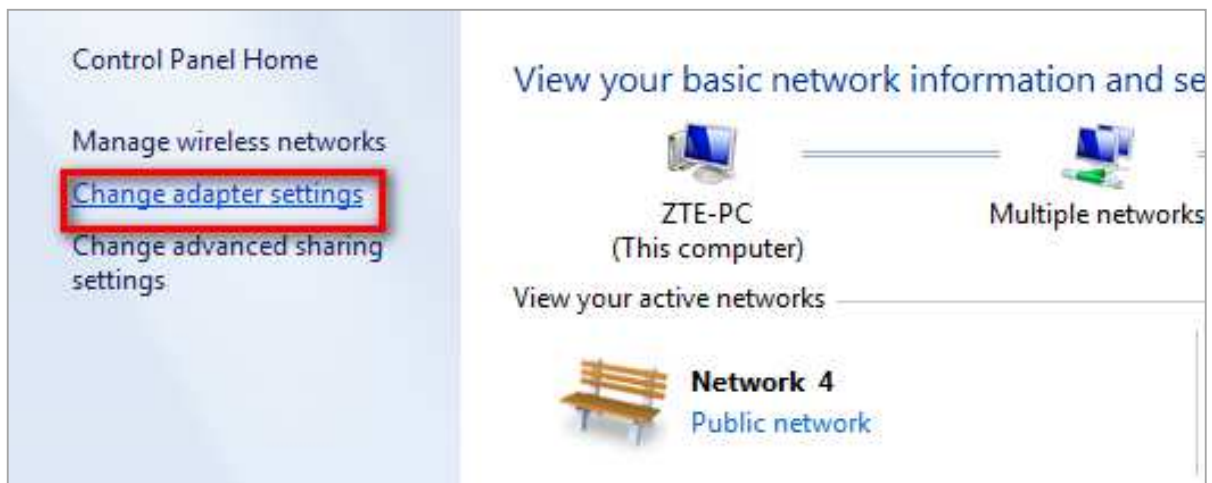 Control Panel Home
Manage wireless networks
Change adapter settings
Change advanced sharing
settings
View your basic network information and se
ZTE-PC
(This computer)
Multiple networks
View your active networks
Network 4
Public network